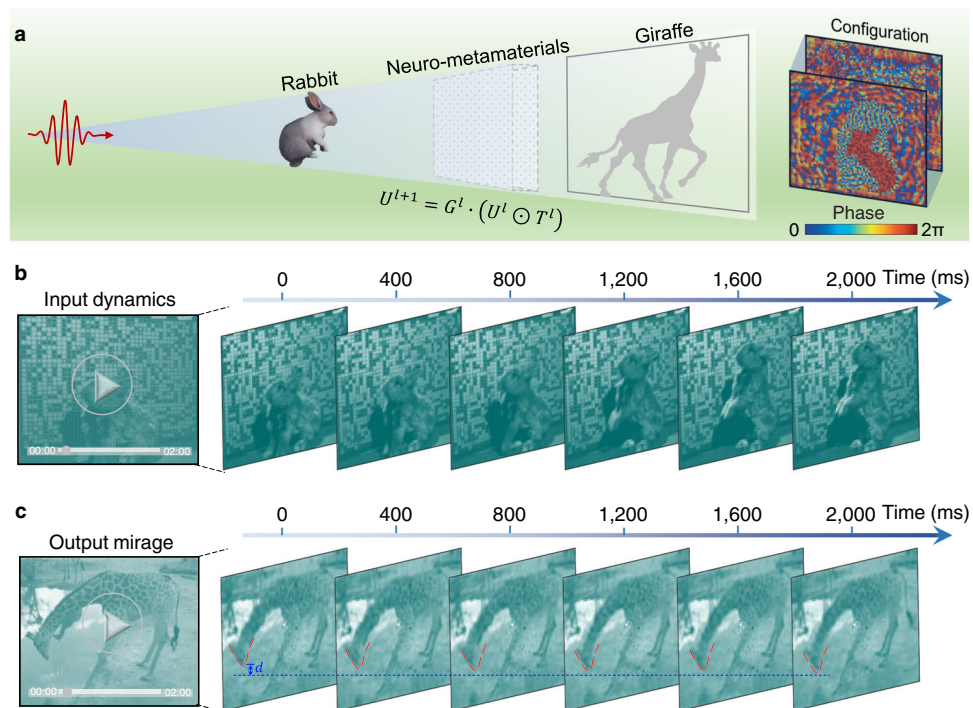 a
Rabbit
Neuro-metamaterials
Giraffe
Configuration
U^{l+1} = G^l · (U^l ⊙ T^l)
Phase
0
2π
b
Input dynamics
0
400
800
1,200
1,600
2,000
Time (ms)
00:00
02:00
c
Output mirage
0
400
800
1,200
1,600
2,000
Time (ms)
d
00:00
02:00